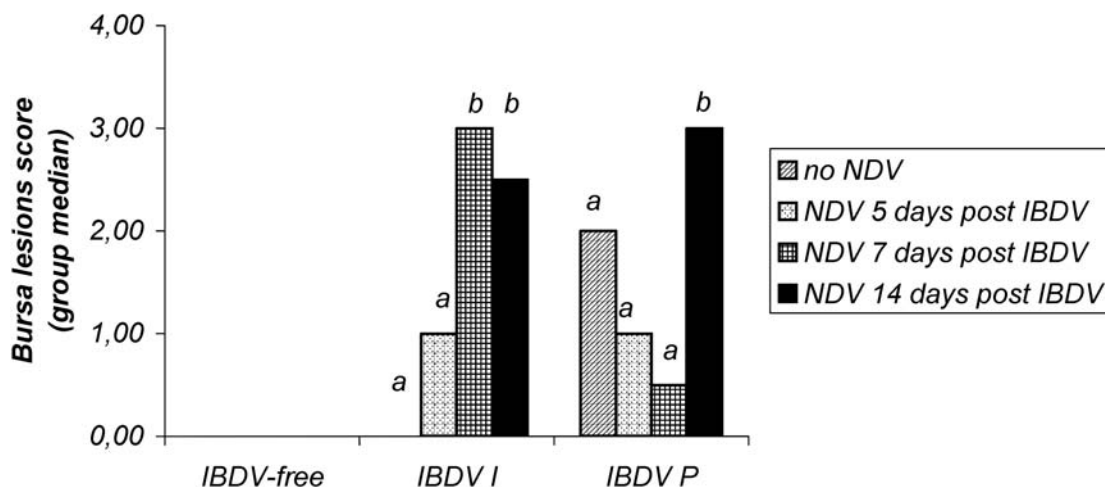 4,00
3,00
2,00
1,00
0,00
Bursa lesions score
(group median)
b b
a
a
a
a
a
b
IBDV-free IBDV I IBDV P
no NDV
NDV 5 days post IBDV
NDV 7 days post IBDV
NDV 14 days post IBDV